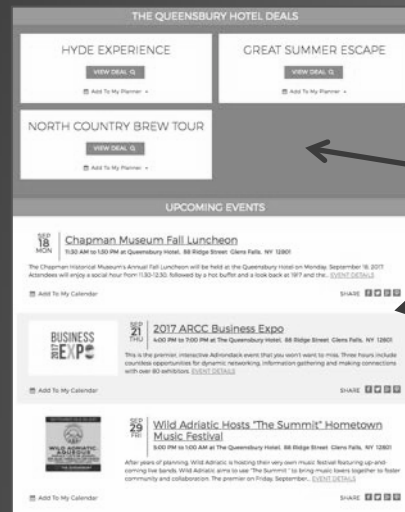 THE QUEENSBURY HOTEL DEALS
HYDE EXPERIENCE
VIEW DEAL
Add To My Planner +
GREAT SUMMER ESCAPE
VIEW DEAL
Add To My Planner +
NORTH COUNTRY BREW TOUR
VIEW DEAL
Add To My Planner +
UPCOMING EVENTS
SEP
18
MON
Chapman Museum Fall Luncheon
11:30 AM to 1:30 PM at Queensbury Hotel, 88 Ridge Street Glens Falls, NY 12801
The Chapman Historical Museum's Annual Fall Luncheon will be held at the Queensbury Hotel on Monday, September 18, 2017.
Attendees will enjoy a social hour from 11:30-12:30, followed by a hot buffet and a look back at 1917 and the... EVENT DETAILS
Add To My Calendar
SHARE
BUSINESS
2017 EXPO
SEP
21
THU
2017 ARCC Business Expo
4:00 PM to 7:00 PM at The Queensbury Hotel, 88 Ridge Street Glens Falls, NY 12801
This is the premier, interactive Adirondack event that you won't want to miss. Three hours include
countless opportunities for dynamic networking, information gathering and making connections
with over 80 exhibitors. EVENT DETAILS
Add To My Calendar
SHARE
WILD ADRIATIC
AQUEOUS
SEP
29
FRI
Wild Adriatic Hosts "The Summit" Hometown
Music Festival
5:00 PM to 1:00 AM at The Queensbury Hotel, 88 Ridge Street Glens Falls, NY 12801
After years of planning, Wild Adriatic is hosting their very own music festival featuring up-and-
coming live bands. Wild Adriatic aims to use "The Summit" to bring music lovers together to foster
community and collaboration. The premier on Friday, September... EVENT DETAILS
Add To My Calendar
SHARE